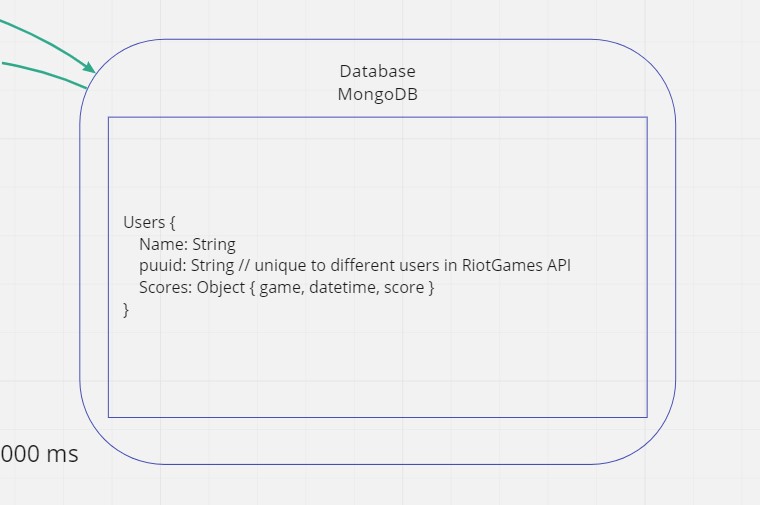 Database
MongoDB
Users {
Name: String
puuid: String // unique to different users in RiotGames API
Scores: Object { game, datetime, score }
}
000 ms